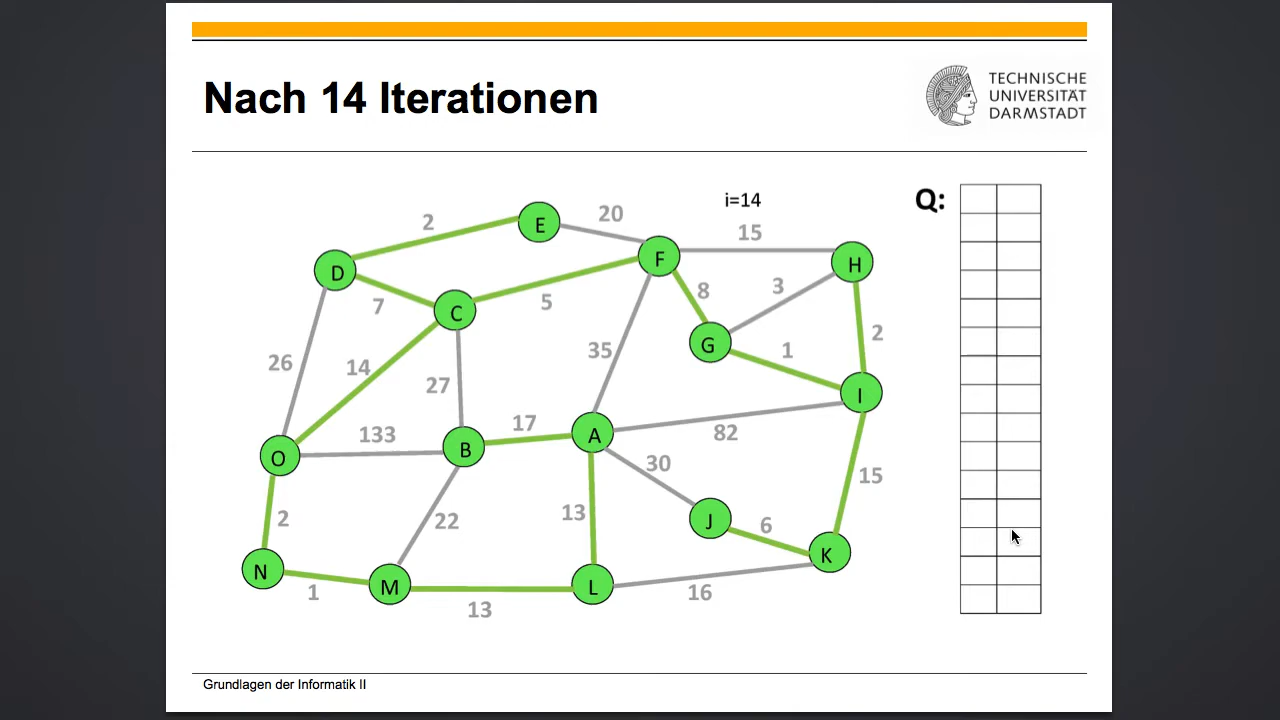 Nach 14 Iterationen
TECHNISCHE
UNIVERSITÄT
DARMSTADT
i=14
Q:
2
E
20
15
D
F
H
7
C
5
8
3
26
14
27
35
G
1
2
I
O
133
B
17
A
82
30
15
2
22
13
J
6
K
N
1
M
13
L
16
Grundlagen der Informatik II